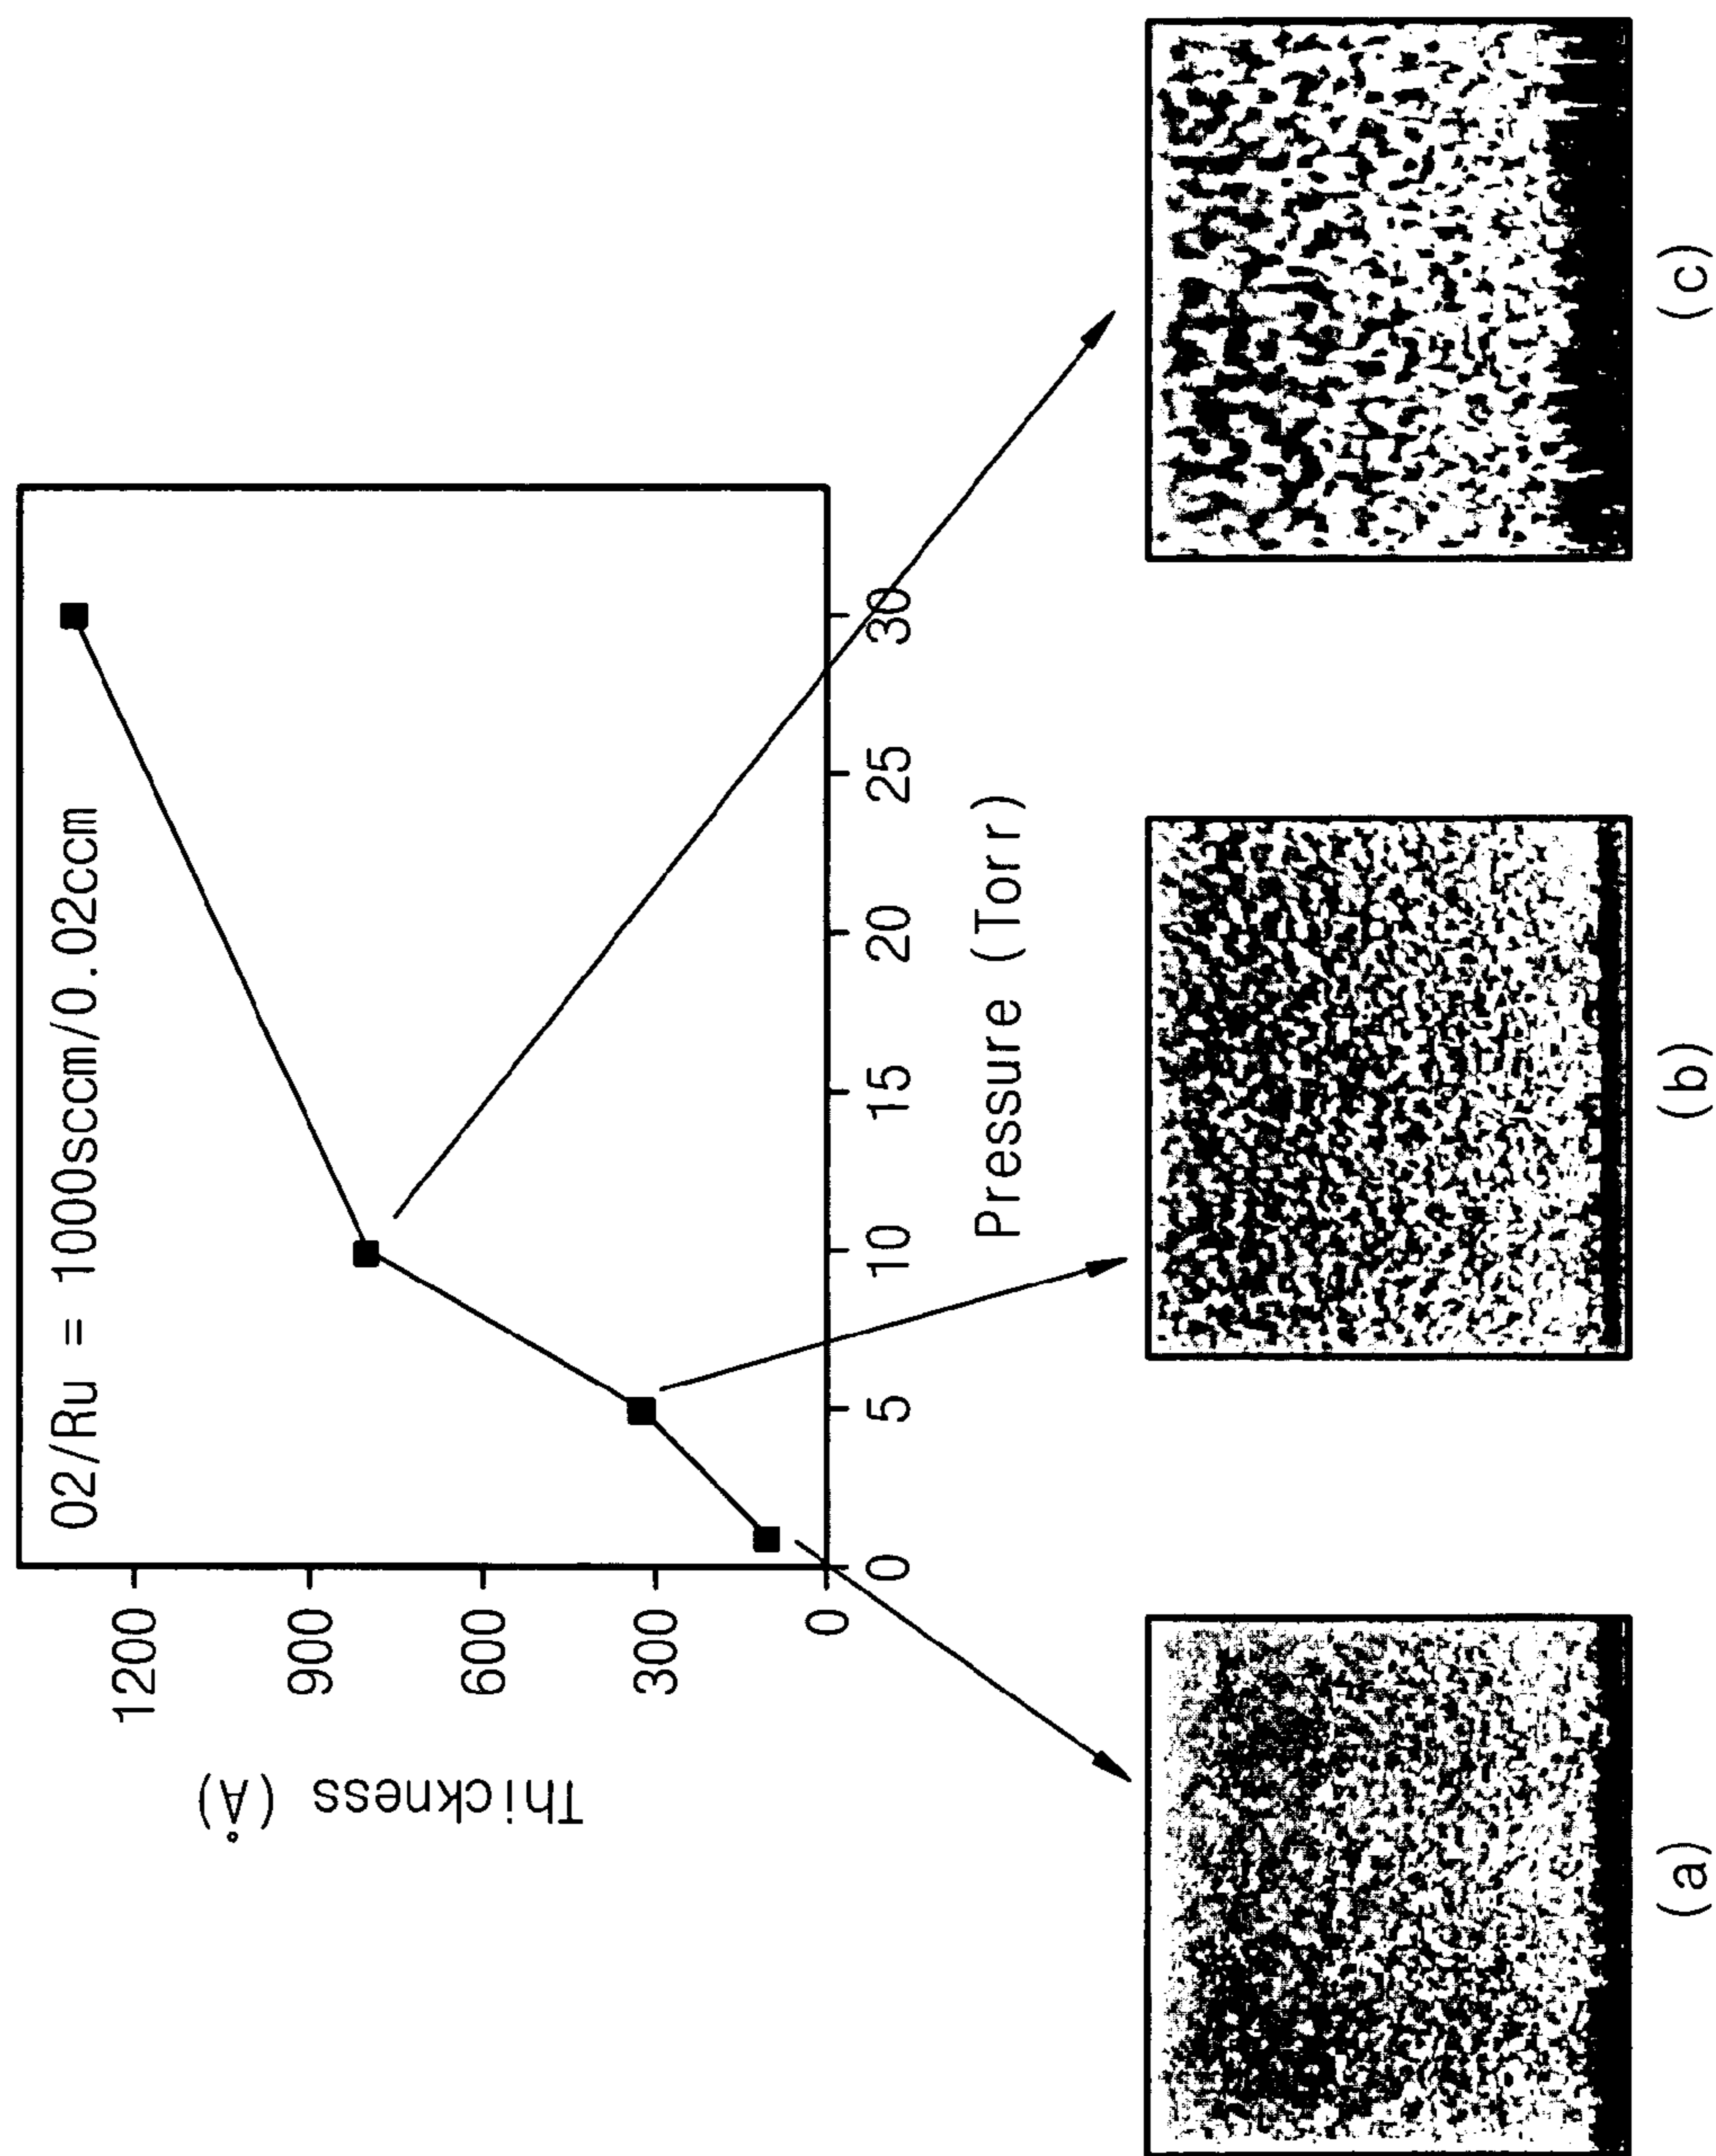 O2/Ru = 1000sccm/0.02ccm
Thickness (Å)
1200
900
600
300
0
0 5 10 15 20 25 30
Pressure (Torr)
(a) (b) (c)